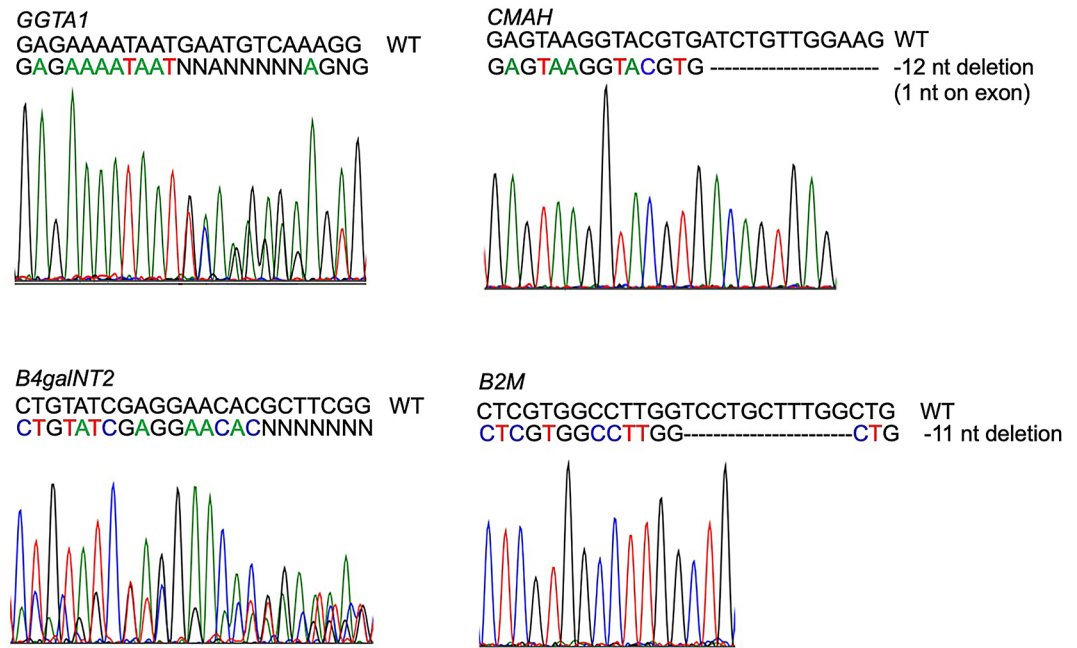 GGTA1
GAGAAAATAATGAATGTCAAAGG WT
GAGAAAATAATNNNANNNNNNAGNG
CMAH
GAGTAAGGTACGTGATCTGTTGGAAG WT
GAGTAAGGTACGTG ----------------------- -12 nt deletion
(1 nt on exon)
B4galNT2
CTGTATCGAGGAACACGCTTCGG WT
CTGTATCGAGGAACACNNNNNNN
B2M
CTCGTGGCCTTGGTCCTGCTTTGGCTG WT
CTCGTGGCCTTGG-----------------------CTG -11 nt deletion